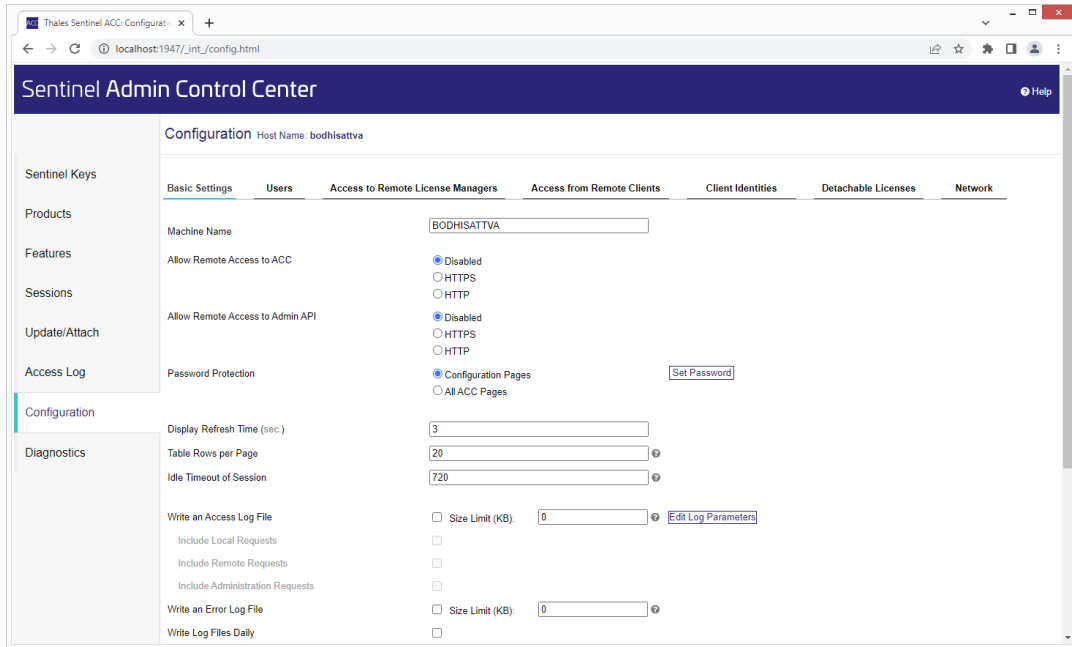 ACC Thales Sentinel ACC: Configuratic
localhost:1947/_int_/config.html
Sentinel Admin Control Center
Help
Configuration Host Name: bodhisattva
Sentinel Keys
Products
Features
Sessions
Update/Attach
Access Log
Configuration
Diagnostics
Basic Settings Users Access to Remote License Managers Access from Remote Clients Client Identities Detachable Licenses Network
Machine Name BODHISATTVA
Allow Remote Access to ACC Disabled
HTTPS
HTTP
Allow Remote Access to Admin API Disabled
HTTPS
HTTP
Password Protection Configuration Pages Set Password
All ACC Pages
Display Refresh Time (sec.) 3
Table Rows per Page 20
Idle Timeout of Session 720
Write an Access Log File Size Limit (KB): 0 Edit Log Parameters
Include Local Requests
Include Remote Requests
Include Administration Requests
Write an Error Log File Size Limit (KB): 0
Write Log Files Daily